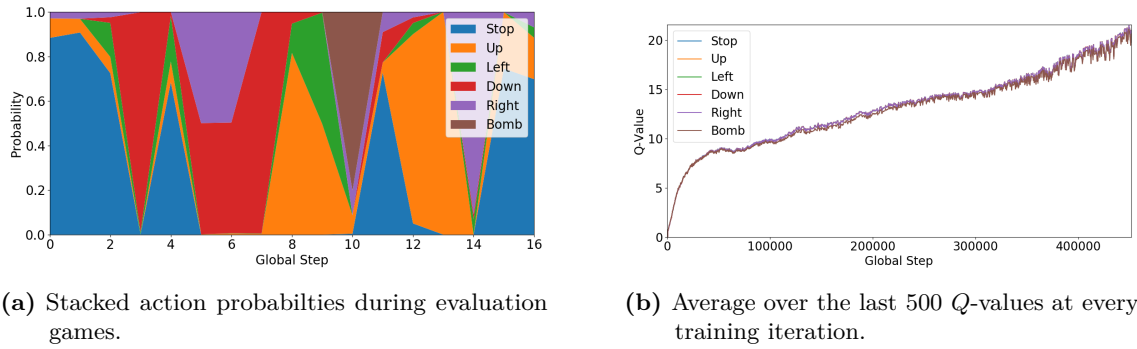 1.0
0.8
0.6
0.4
0.2
0.0
Probability
0 2 4 6 8 10 12 14 16
Global Step
Stop
Up
Left
Down
Right
Bomb
(a) Stacked action probabilties during evaluation
games.
20
15
10
5
0
Q-Value
0 100000 200000 300000 400000
Global Step
Stop
Up
Left
Down
Right
Bomb
(b) Average over the last 500 Q-values at every
training iteration.